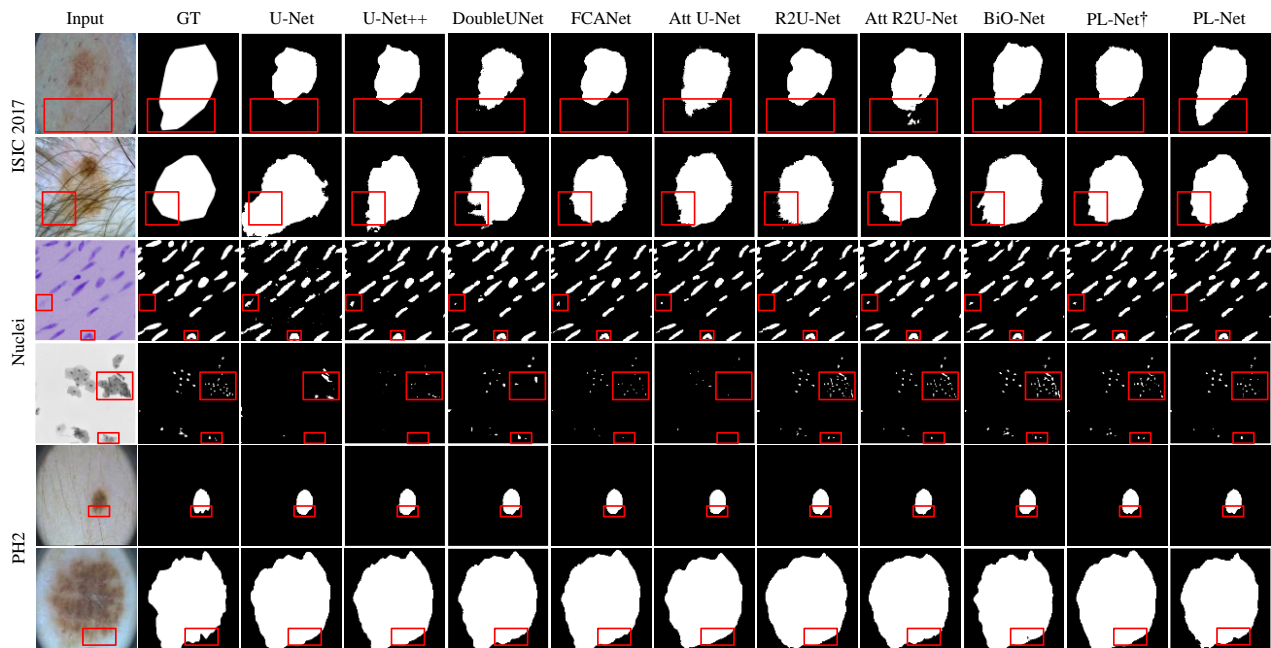 Input GT U-Net U-Net++ DoubleUNet FCANet Att U-Net R2U-Net Att R2U-Net BiO-Net PL-Net† PL-Net
ISIC 2017
Nuclei
PH2